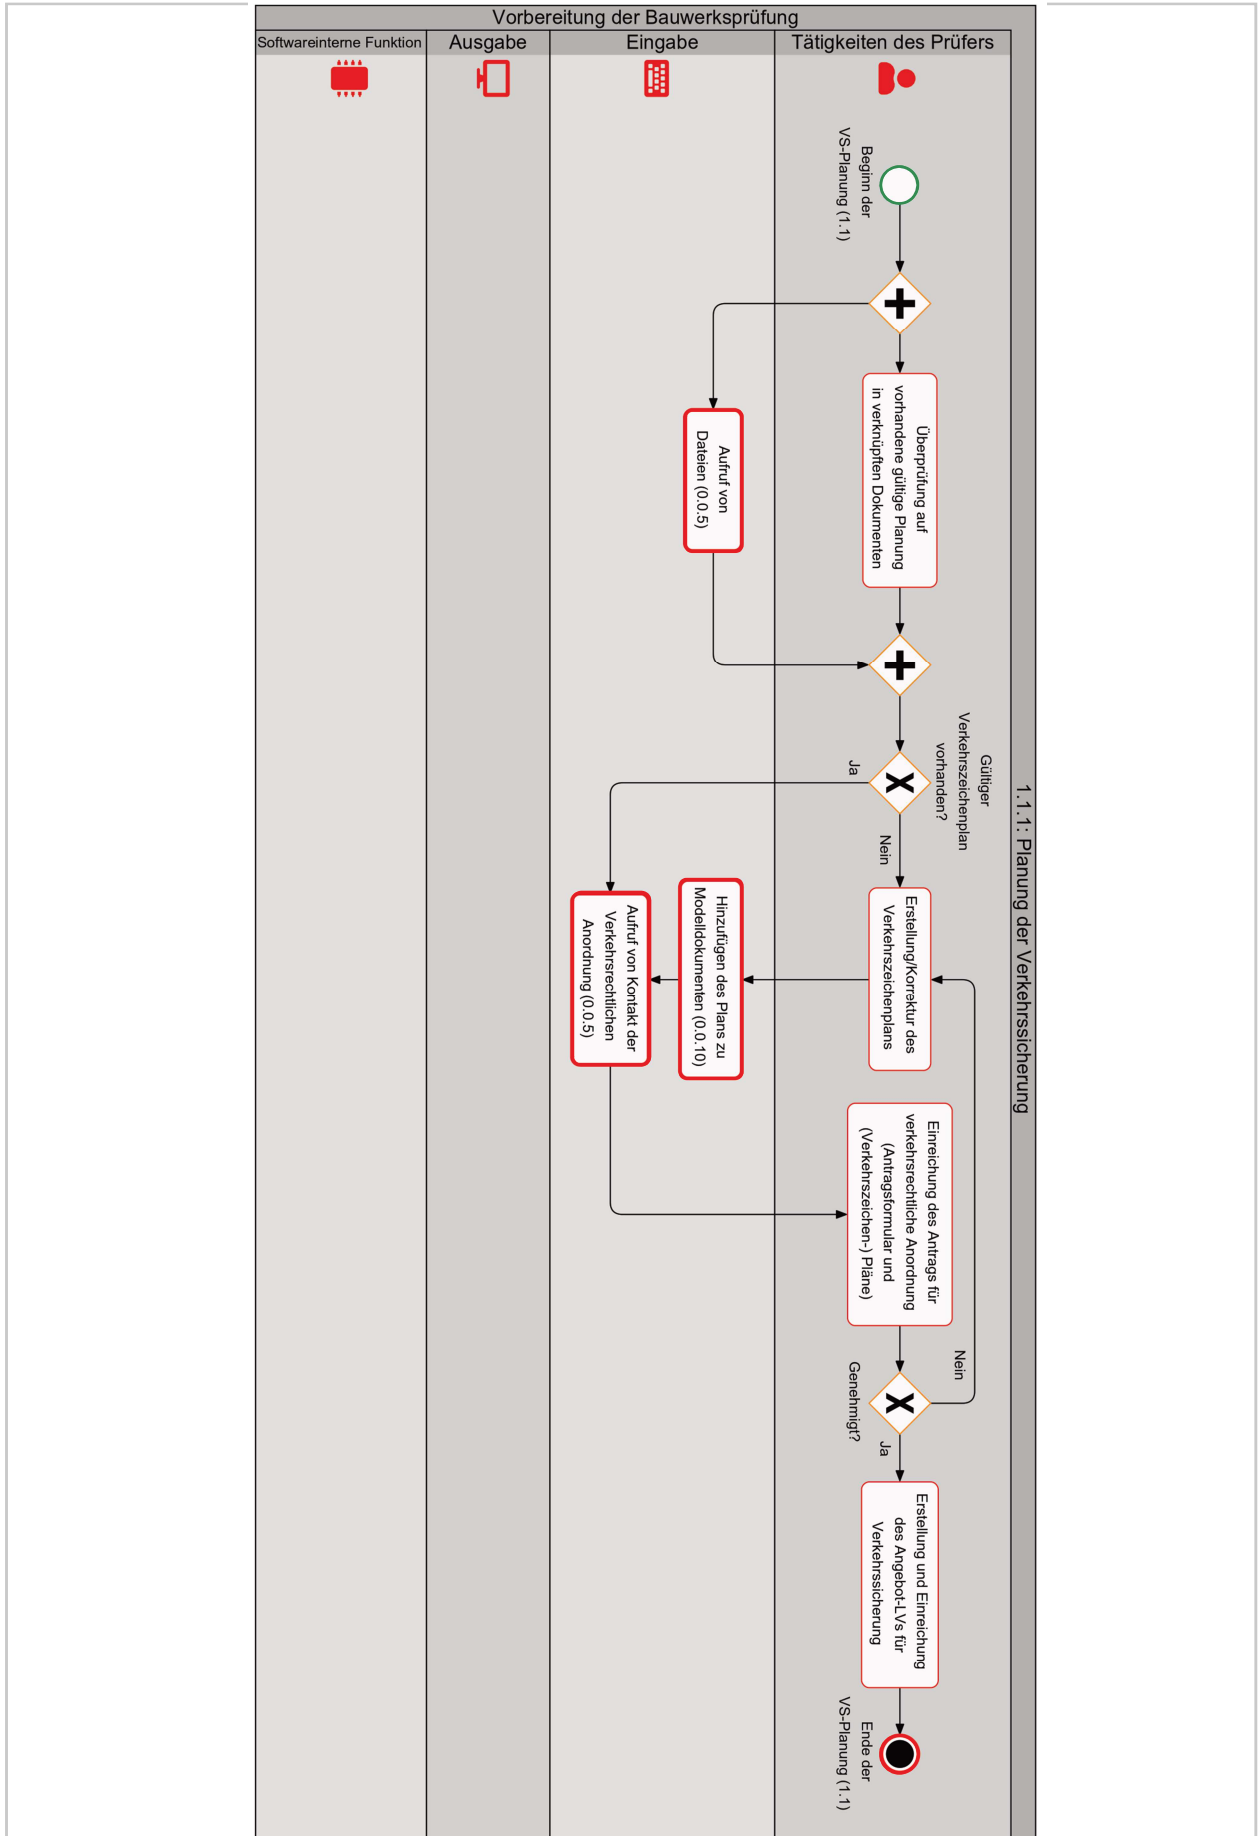 Vorbereitung der Bauwerksprüfung
Softwareinterne Funktion
Ausgabe
Eingabe
Tätigkeiten des Prüfers
1.1.1: Planung der Verkehrssicherung
Beginn der
VS-Planung (1.1)
Überprüfung auf
vorhandene gültige Planung
in verknüpften Dokumenten
Aufruf von
Dateien (0.0.5)
Gültiger
Verkehrszeichenplan
vorhanden?
Ja
Nein
Erstellung/Korrektur des
Verkehrszeichenplans
Hinzufügen des Plans zu
Modelldokumenten (0.0.10)
Aufruf von Kontakt der
Verkehrsrechtlichen
Anordnung (0.0.5)
Einreichung des Antrags für
verkehrsrechtliche Anordnung
(Antragsformular und
(Verkehrszeichen-) Pläne)
Nein
Genehmigt?
Ja
Erstellung und Einreichung
des Angebot-LVs für
Verkehrssicherung
Ende der
VS-Planung (1.1)